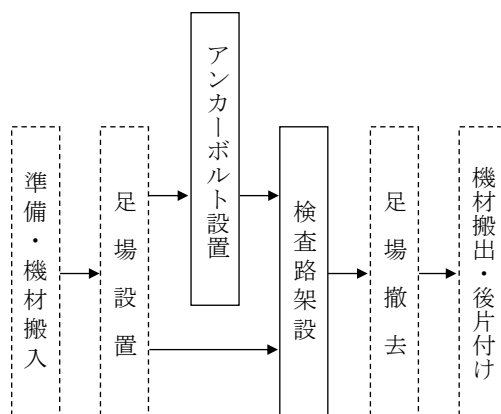 準備・機材搬入
足場設置
アンカーボルト設置
検査路架設
足場撤去
機材搬出・後片付け